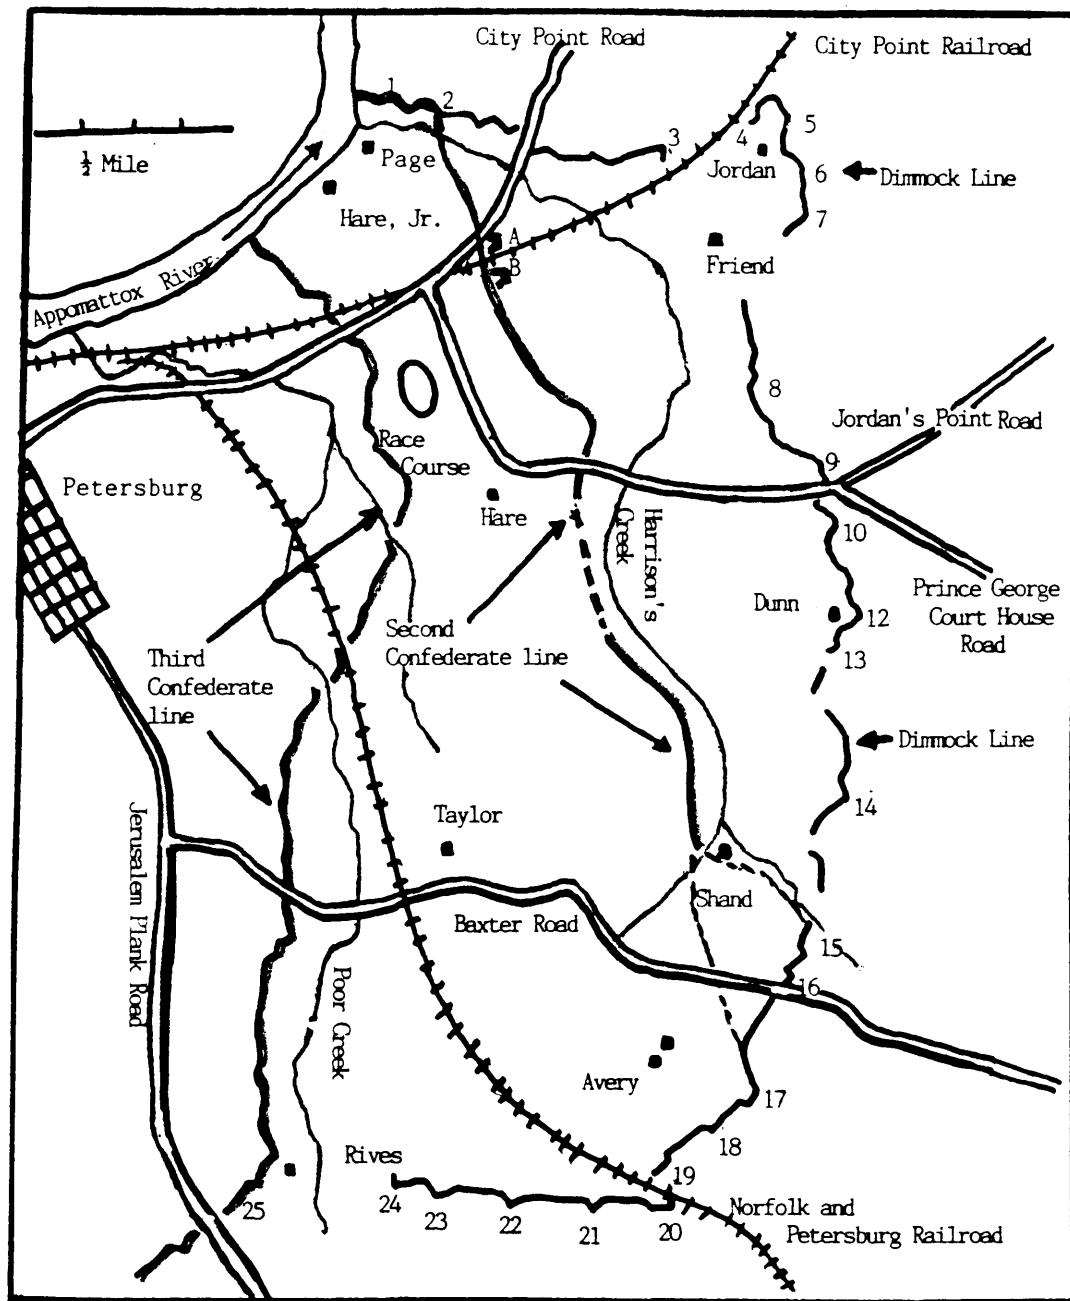 City Point Road
City Point Railroad
1
2
3
4
5
½ Mile
Page
Jordan
6
Dimmock Line
Hare, Jr.
7
A
B
Friend
Appomattox River
8
Race
Course
Jordan's Point Road
9
Petersburg
Hare
Harrison's
Creek
10
Dunn
12
Prince George
Court House
Road
13
Second
Confederate line
Third
Confederate
line
Dimmock Line
14
Jerusalem Plank Road
Taylor
Shand
Baxter Road
15
16
Poor Creek
Avery
17
18
Rives
19
24
23
22
21
20
25
Norfolk and
Petersburg Railroad